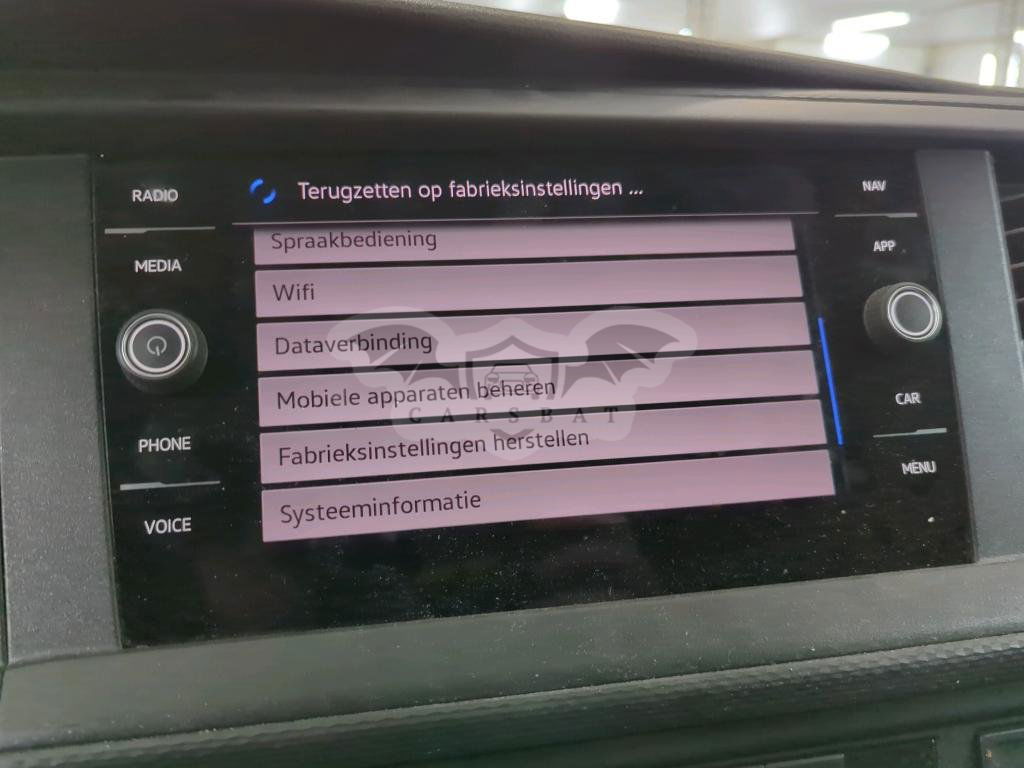 RADIO
MEDIA
PHONE
VOICE
Terugzetten op fabrieksinstellingen ...
Spraakbediening
Wifi
Dataverbinding
Mobiele apparaten beheren
CARSBAT
Fabrieksinstellingen herstellen
Systeeminformatie
NAV
APP
CAR
MENU